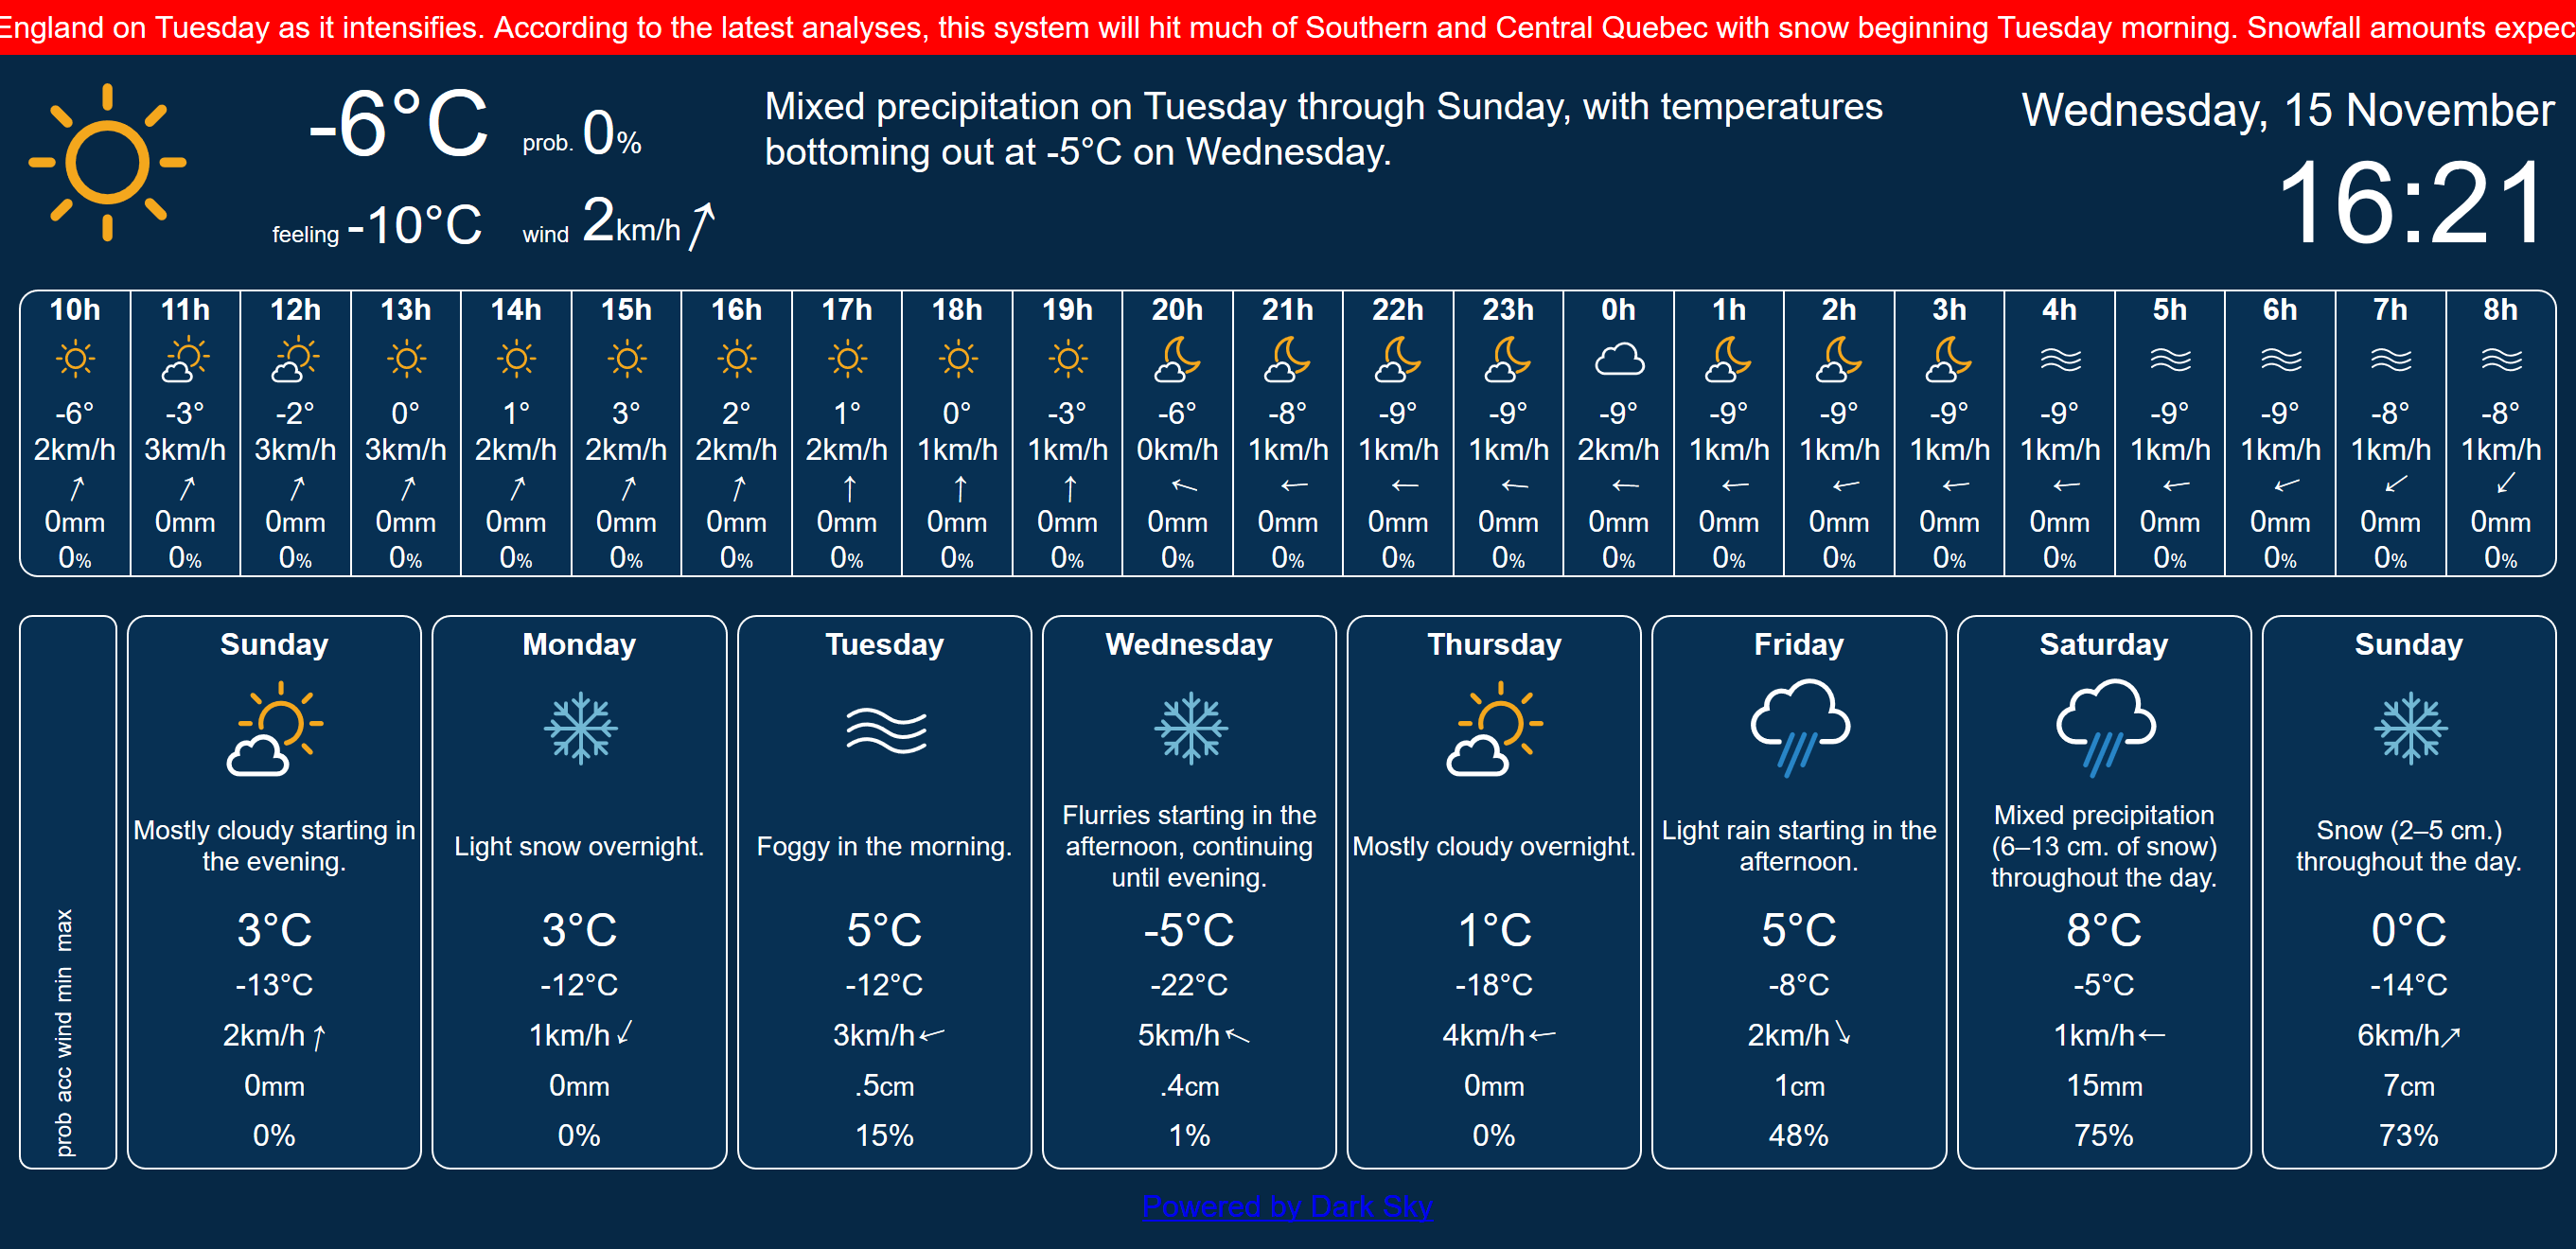 England on Tuesday as it intensifies. According to the latest analyses, this system will hit much of Southern and Central Quebec with snow beginning Tuesday morning. Snowfall amounts expec
-6°C prob. 0%
feeling -10°C wind 2km/h
Mixed precipitation on Tuesday through Sunday, with temperatures
bottoming out at -5°C on Wednesday.
Wednesday, 15 November
16:21
10h 11h 12h 13h 14h 15h 16h 17h 18h 19h 20h 21h 22h 23h 0h 1h 2h 3h 4h 5h 6h 7h 8h
-6° -3° -2° 0° 1° 3° 2° 1° 0° -3° -6° -8° -9° -9° -9° -9° -9° -9° -9° -9° -9° -8° -8°
2km/h 3km/h 3km/h 3km/h 2km/h 2km/h 2km/h 2km/h 1km/h 1km/h 0km/h 1km/h 1km/h 1km/h 2km/h 1km/h 1km/h 1km/h 1km/h 1km/h 1km/h 1km/h 1km/h
0mm 0mm 0mm 0mm 0mm 0mm 0mm 0mm 0mm 0mm 0mm 0mm 0mm 0mm 0mm 0mm 0mm 0mm 0mm 0mm 0mm 0mm 0mm
0% 0% 0% 0% 0% 0% 0% 0% 0% 0% 0% 0% 0% 0% 0% 0% 0% 0% 0% 0% 0% 0% 0%
prob acc wind min max
Sunday
Mostly cloudy starting in
the evening.
3°C
-13°C
2km/h
0mm
0%
Monday
Light snow overnight.
3°C
-12°C
1km/h
0mm
0%
Tuesday
Foggy in the morning.
5°C
-12°C
3km/h
.5cm
15%
Wednesday
Flurries starting in the
afternoon, continuing
until evening.
-5°C
-22°C
5km/h
.4cm
1%
Thursday
Mostly cloudy overnight.
1°C
-18°C
4km/h
0mm
0%
Friday
Light rain starting in the
afternoon.
5°C
-8°C
2km/h
1cm
48%
Saturday
Mixed precipitation
(6–13 cm. of snow)
throughout the day.
8°C
-5°C
1km/h
15mm
75%
Sunday
Snow (2–5 cm.)
throughout the day.
0°C
-14°C
6km/h
7cm
73%
Powered by Dark Sky